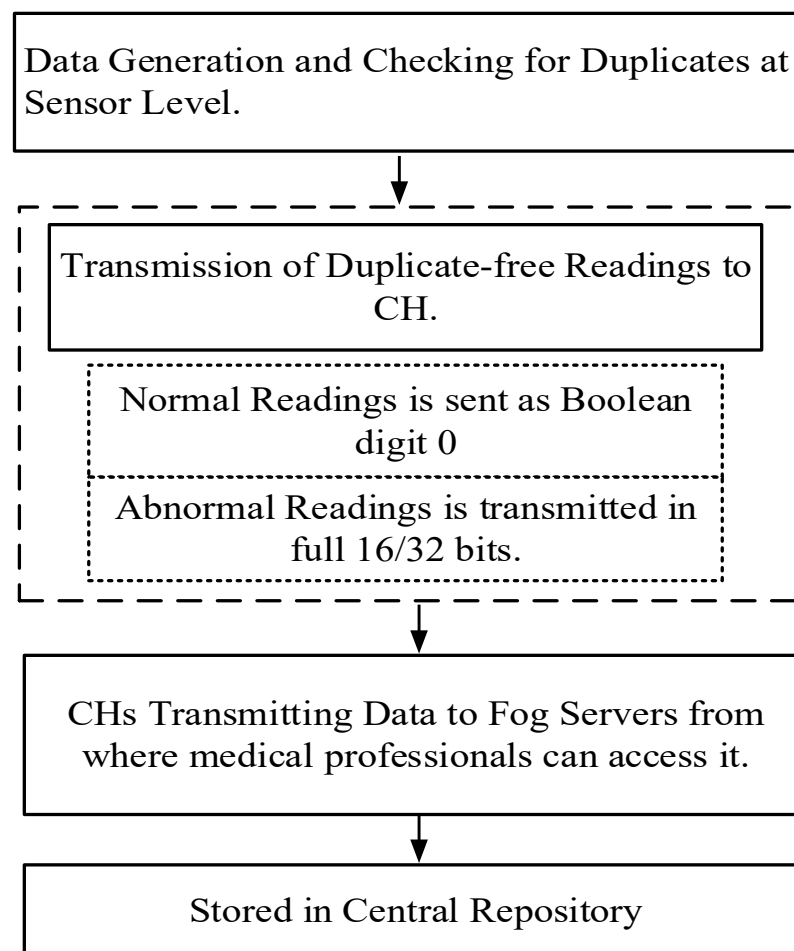 Data Generation and Checking for Duplicates at
Sensor Level.
Transmission of Duplicate-free Readings to
CH.
Normal Readings is sent as Boolean
digit 0
Abnormal Readings is transmitted in
full 16/32 bits.
CHs Transmitting Data to Fog Servers from
where medical professionals can access it.
Stored in Central Repository